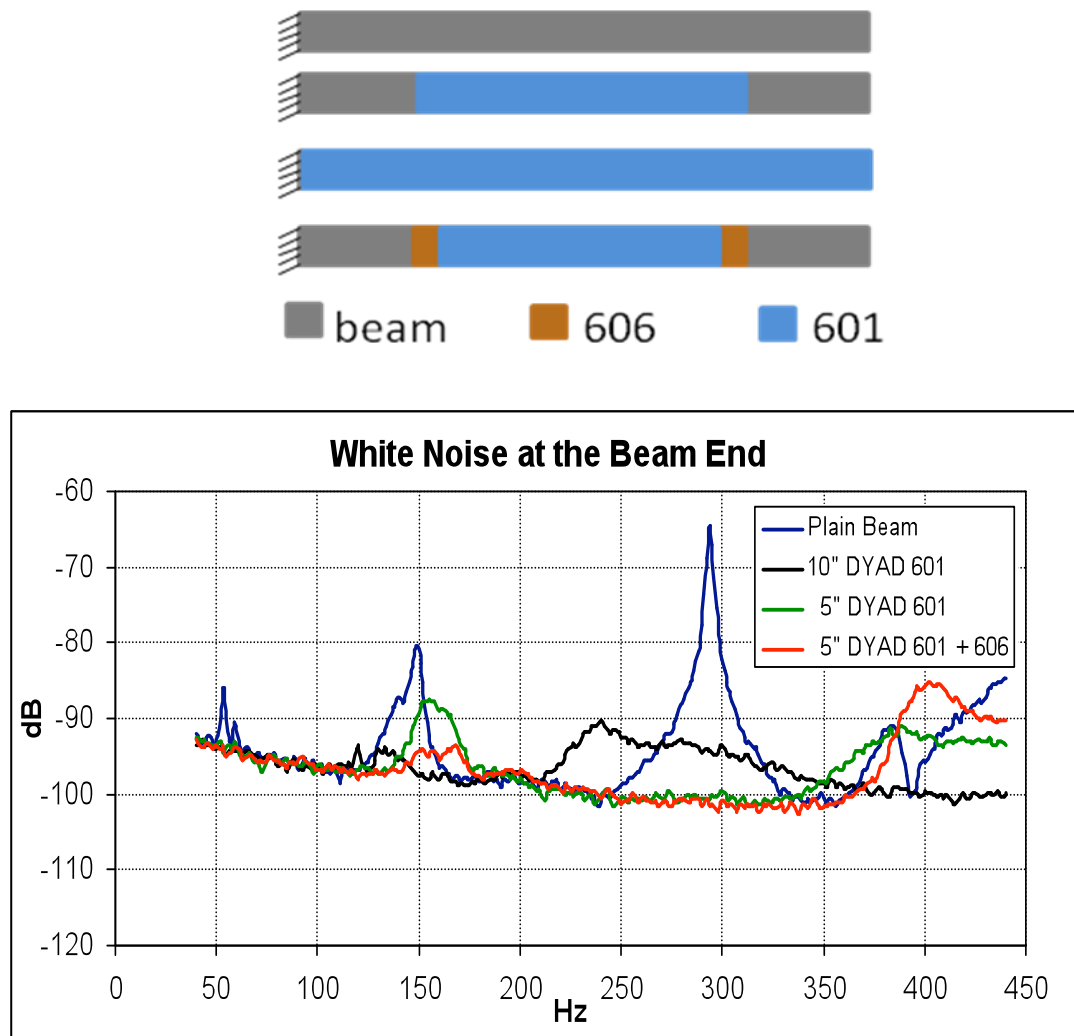 beam 606 601
White Noise at the Beam End
-60
-70
-80
-90
-100
-110
-120
dB
Plain Beam
10" DYAD 601
5" DYAD 601
5" DYAD 601 + 606
0 50 100 150 200 250 300 350 400 450
Hz